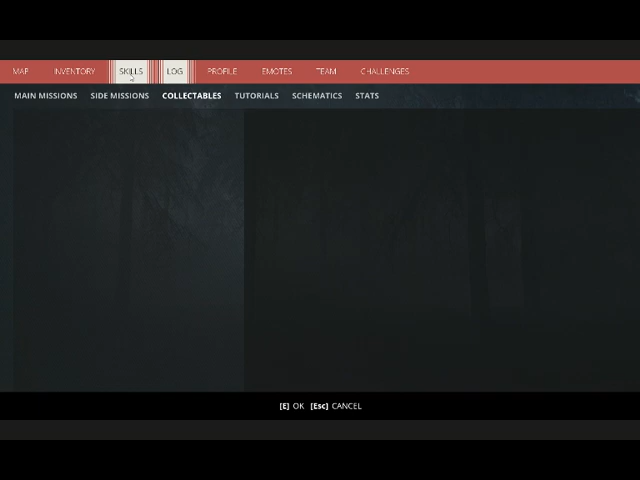 MAP INVENTORY SKILLS LOG PROFILE EMOTES TEAM CHALLENGES
MAIN MISSIONS SIDE MISSIONS COLLECTABLES TUTORIALS SCHEMATICS STATS
[E] OK [Esc] CANCEL